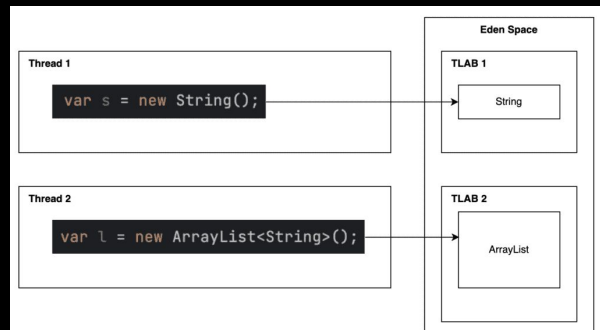 Eden Space
Thread 1
TLAB 1
var s = new String();
String
Thread 2
TLAB 2
var l = new ArrayList<String>();
ArrayList